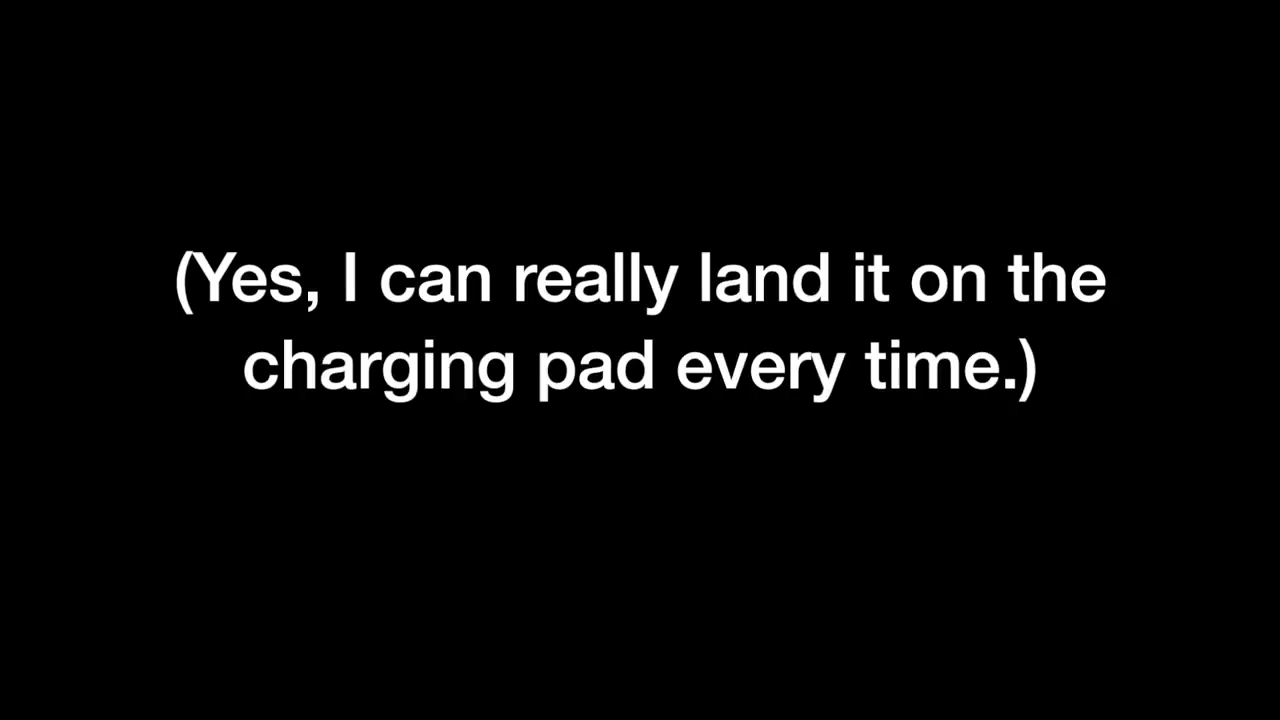 (Yes, I can really land it on the
charging pad every time.)